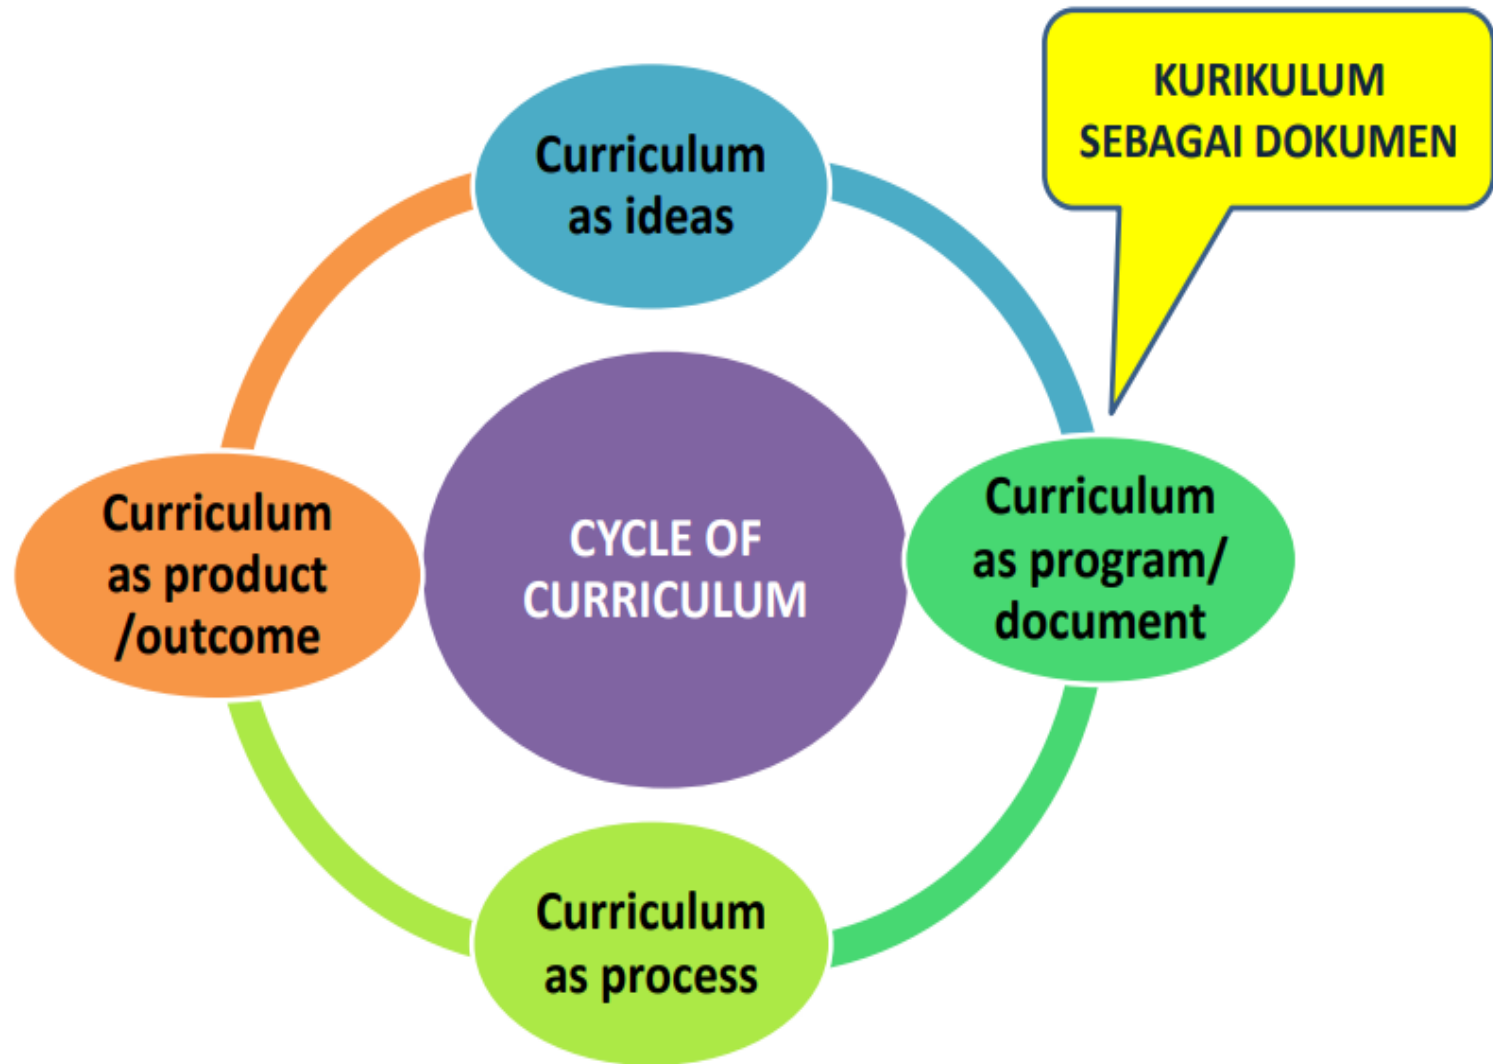 KURIKULUM
SEBAGAI DOKUMEN
Curriculum
as ideas
Curriculum
as program/
document
CYCLE OF
CURRICULUM
Curriculum
as product
/outcome
Curriculum
as process